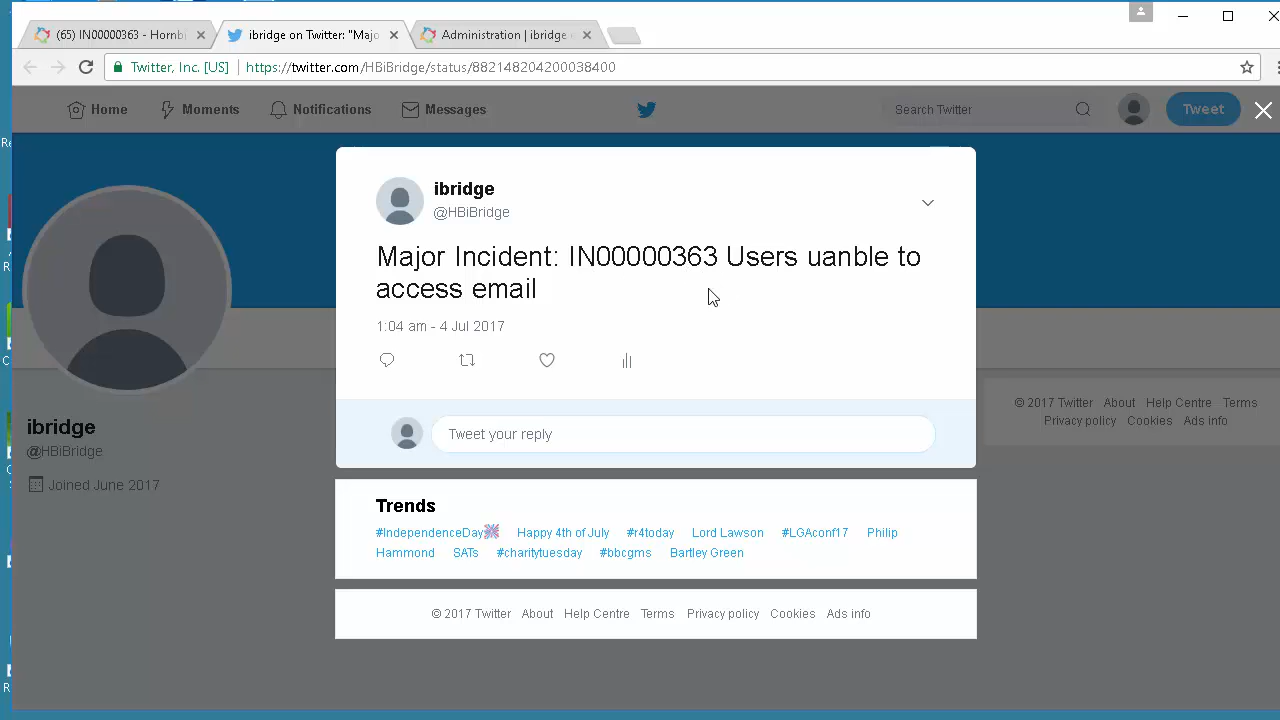 (65) IN00000363 - Hornbi
ibridge on Twitter: "Majo
Administration | ibridge
Twitter, Inc. [US]
https://twitter.com/HBiBridge/status/882148204200038400
Home
Moments
Notifications
Messages
Search Twitter
Tweet
ibridge
@HBiBridge
Major Incident: IN00000363 Users uanble to
access email
1:04 am - 4 Jul 2017
Tweet your reply
ibridge
@HBiBridge
Joined June 2017
© 2017 Twitter About Help Centre Terms
Privacy policy Cookies Ads info
Trends
#IndependenceDay Happy 4th of July #r4today Lord Lawson #LGAconf17 Philip
Hammond SATs #charitytuesday #bbcgms Bartley Green
© 2017 Twitter About Help Centre Terms Privacy policy Cookies Ads info